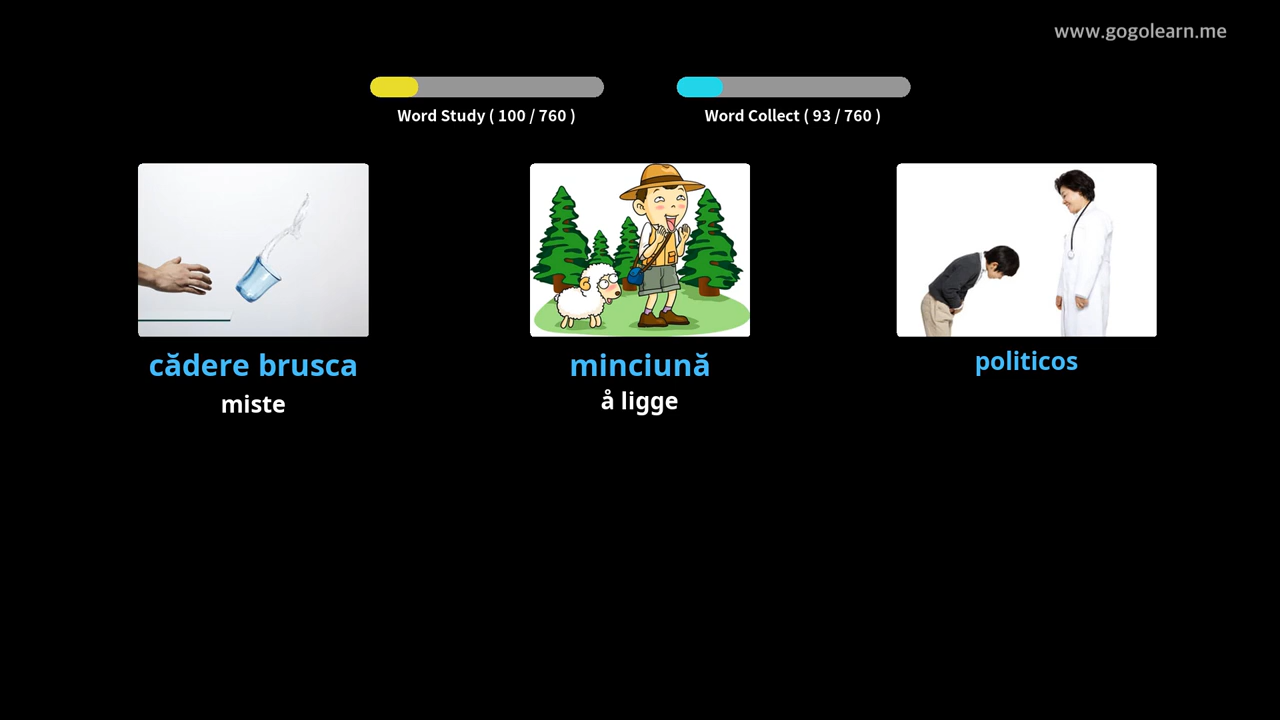 www.gogolearn.me
Word Study ( 100 / 760 )
Word Collect ( 93 / 760 )
cădere brusca
miste
minciună
å ligge
politicos